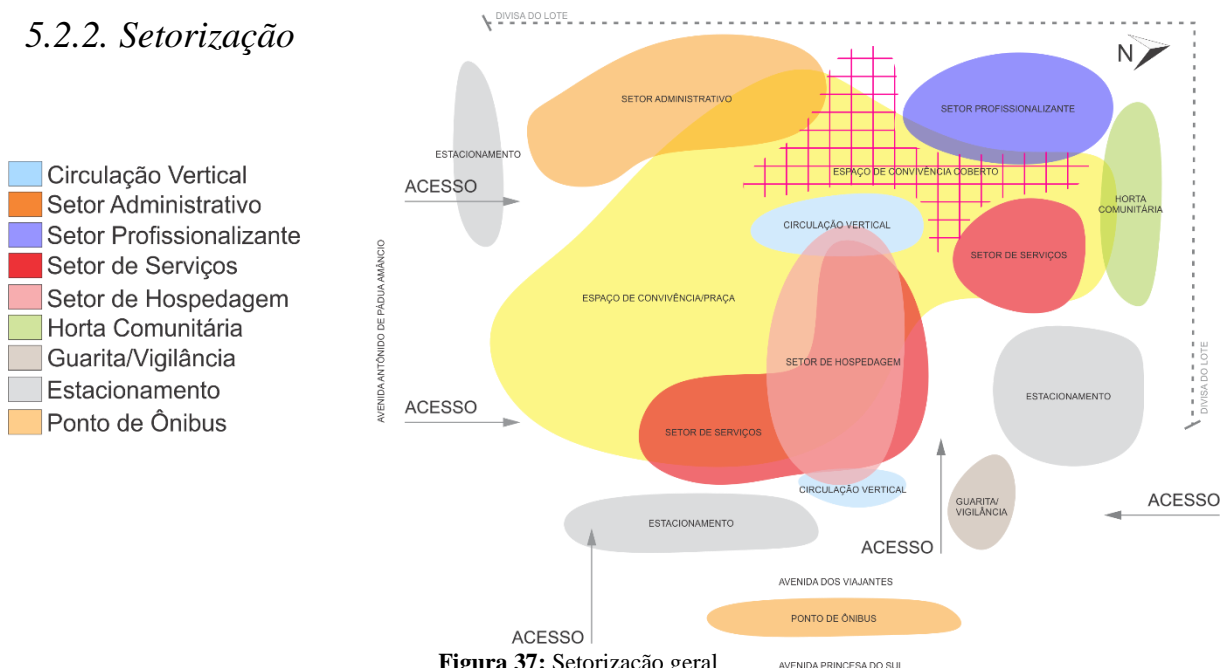 5.2.2. Setorização
Circulação Vertical
Setor Administrativo
Setor Profissionalizante
Setor de Serviços
Setor de Hospedagem
Horta Comunitária
Guarita/Vigilância
Estacionamento
Ponto de Ônibus
DIVISA DO LOTE
N
SETOR ADMINISTRATIVO
SETOR PROFISSIONALIZANTE
ESTACIONAMENTO
ESPAÇO DE CONVIVÊNCIA COBERTO
ACESSO
HORTA
COMUNITÁRIA
CIRCULAÇÃO VERTICAL
SETOR DE SERVIÇOS
ESPAÇO DE CONVIVÊNCIA/PRAÇA
AVENIDA ANTÔNIDO DE PÁDUA AMÂNCIO
SETOR DE HOSPEDAGEM
DIVISA DO LOTE
ESTACIONAMENTO
ACESSO
SETOR DE SERVIÇOS
CIRCULAÇÃO VERTICAL
GUARITA/
VIGILÂNCIA
ACESSO
ESTACIONAMENTO
ACESSO
AVENIDA DOS VIAJANTES
PONTO DE ÔNIBUS
ACESSO
Figura 37: Setorização geral
AVENIDA PRINCESA DO SUL